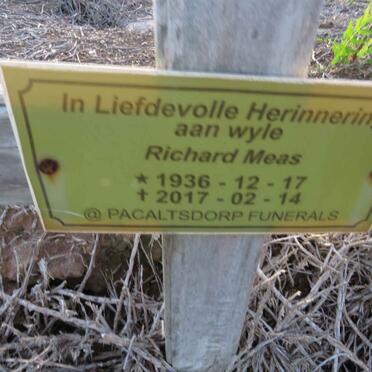 In Liefdevolle Herinnerin
aan wyle
Richard Meas
★ 1936 - 12 - 17
✝ 2017 - 02 - 14
@ PACALTSDORP FUNERALS